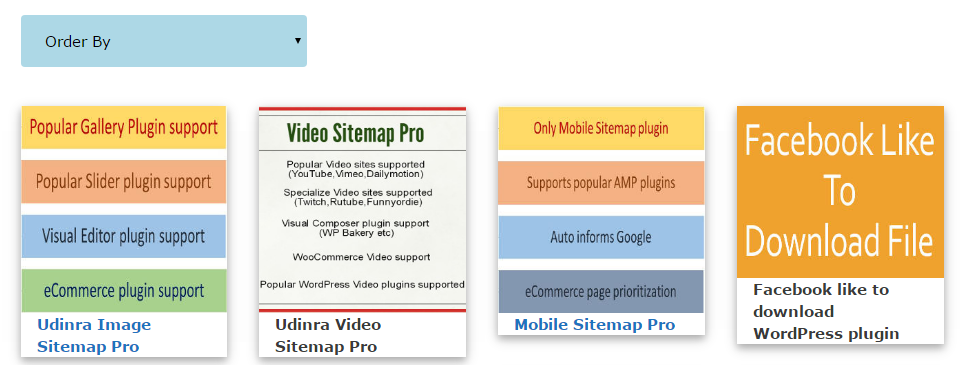 Order By
Popular Gallery Plugin support
Popular Slider plugin support
Visual Editor plugin support
eCommerce plugin support
Udinra Image
Sitemap Pro
Video Sitemap Pro
Popular Video sites supported
(YouTube,Vimeo,Dailymotion)
Specialize Video sites supported
(Twitch,Rutube,Funnyordie)
Visual Composer plugin support
(WP Bakery etc)
WooCommerce Video support
Popular WordPress Video plugins supported
Udinra Video
Sitemap Pro
Only Mobile Sitemap plugin
Supports popular AMP plugins
Auto informs Google
eCommerce page prioritization
Mobile Sitemap Pro
Facebook Like
To
Download File
Facebook like to
download
WordPress plugin